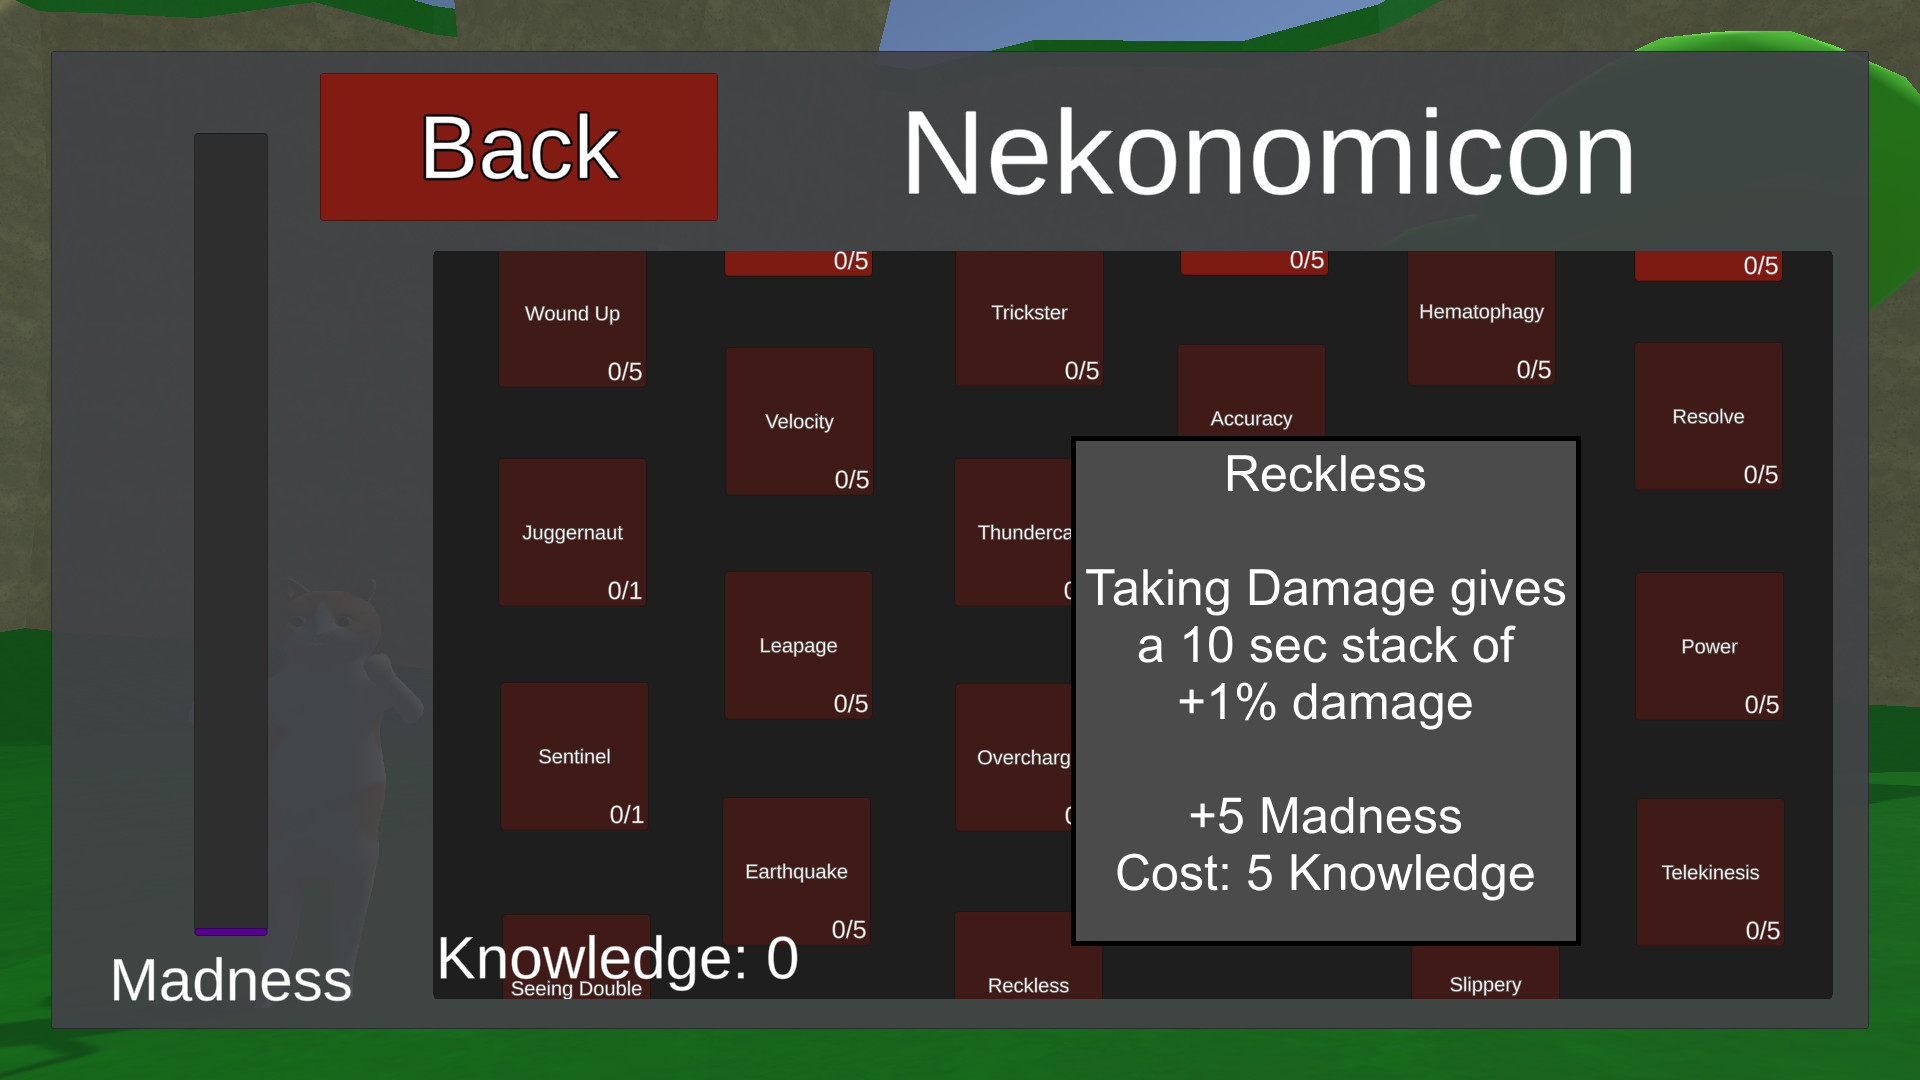 Back
Nekonomicon
0/5
0/5
0/5
Wound Up
0/5
Trickster
0/5
Hematophagy
0/5
Velocity
0/5
Accuracy
Resolve
0/5
Juggernaut
0/1
Leapage
0/5
Power
0/5
Sentinel
0/1
Earthquake
0/5
Telekinesis
0/5
Seeing Double
Reckless
Slippery
Reckless
Taking Damage gives
a 10 sec stack of
+1% damage
+5 Madness
Cost: 5 Knowledge
Knowledge: 0
Madness